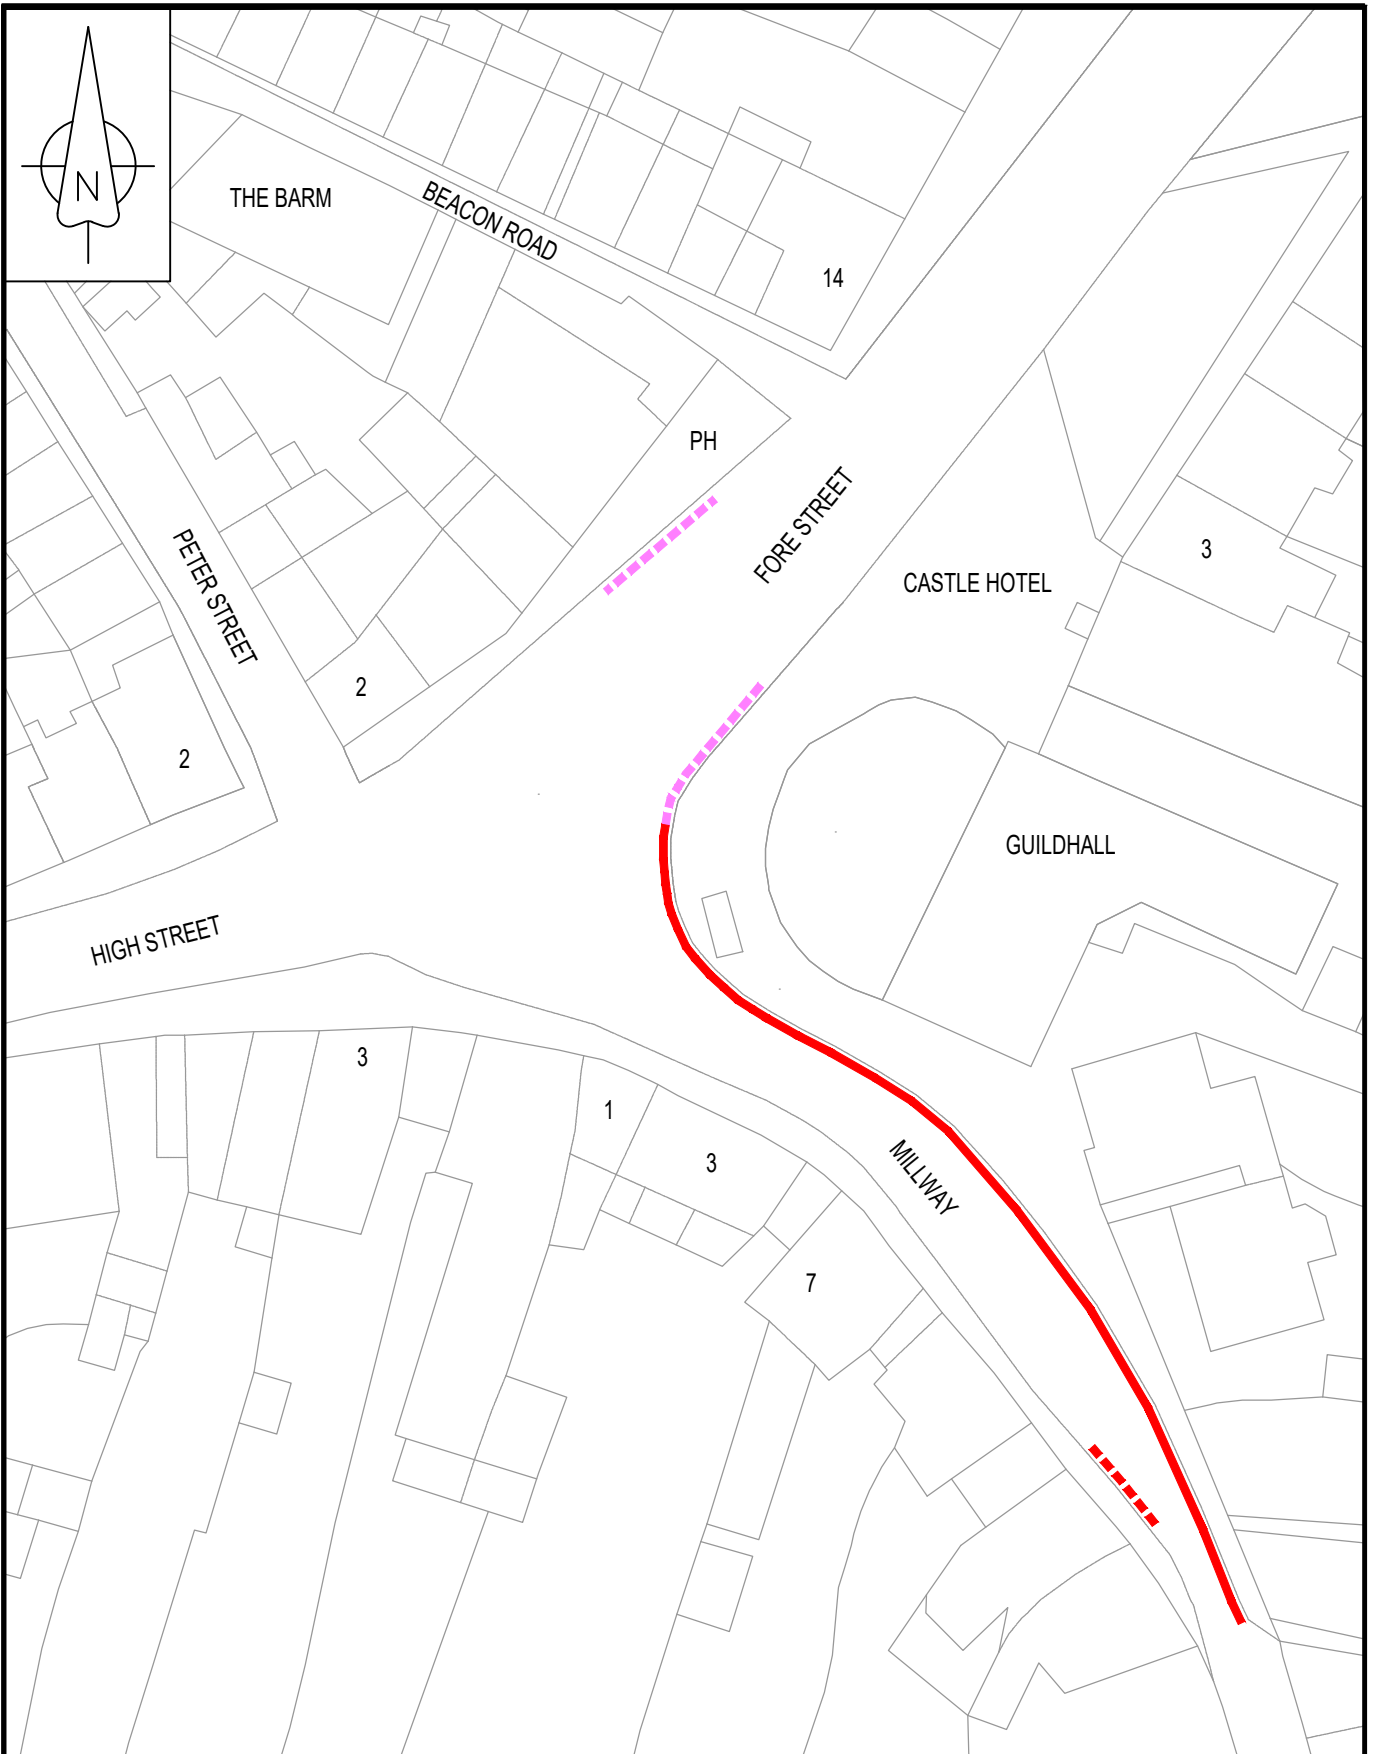 N
THE BARM
BEACON ROAD
14
PH
FORE STREET
PETER STREET
CASTLE HOTEL
3
2
2
GUILDHALL
HIGH STREET
3
1
3
MILLWAY
7